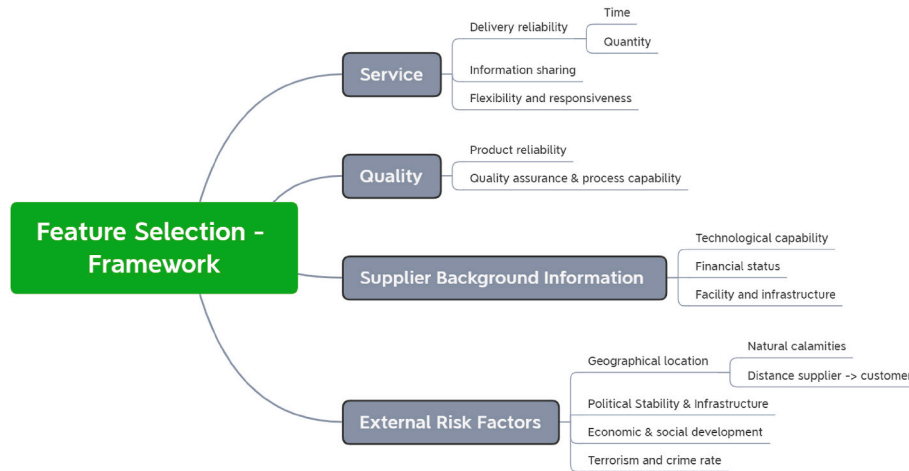 Feature Selection -
Framework
Service
Delivery reliability
Time
Quantity
Information sharing
Flexibility and responsiveness
Quality
Product reliability
Quality assurance & process capability
Supplier Background Information
Technological capability
Financial status
Facility and infrastructure
External Risk Factors
Geographical location
Natural calamities
Distance supplier -> customer
Political Stability & Infrastructure
Economic & social development
Terrorism and crime rate